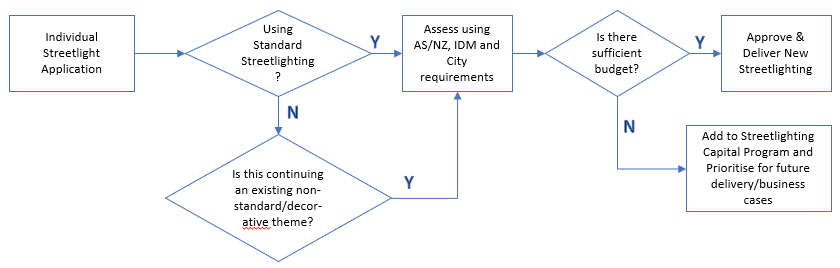 Individual
Streetlight
Application
Using
Standard
Streetlighting
?
Y
N
Assess using
AS/NZ, IDM and
City
requirements
Is there
sufficient
budget?
Y
N
Approve &
Deliver New
Streetlighting
Add to Streetlighting
Capital Program and
Prioritise for future
delivery/business
cases
Is this continuing
an existing non-
standard/decor-
ative theme?
Y